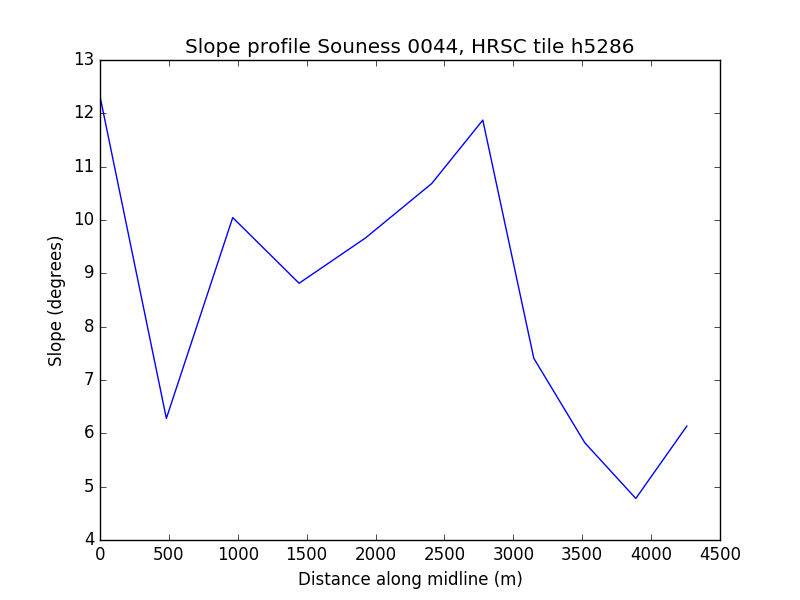 Slope profile Souness 0044, HRSC tile h5286
13
12
11
10
9
8
7
6
5
4
Slope (degrees)
0 500 1000 1500 2000 2500 3000 3500 4000 4500
Distance along midline (m)